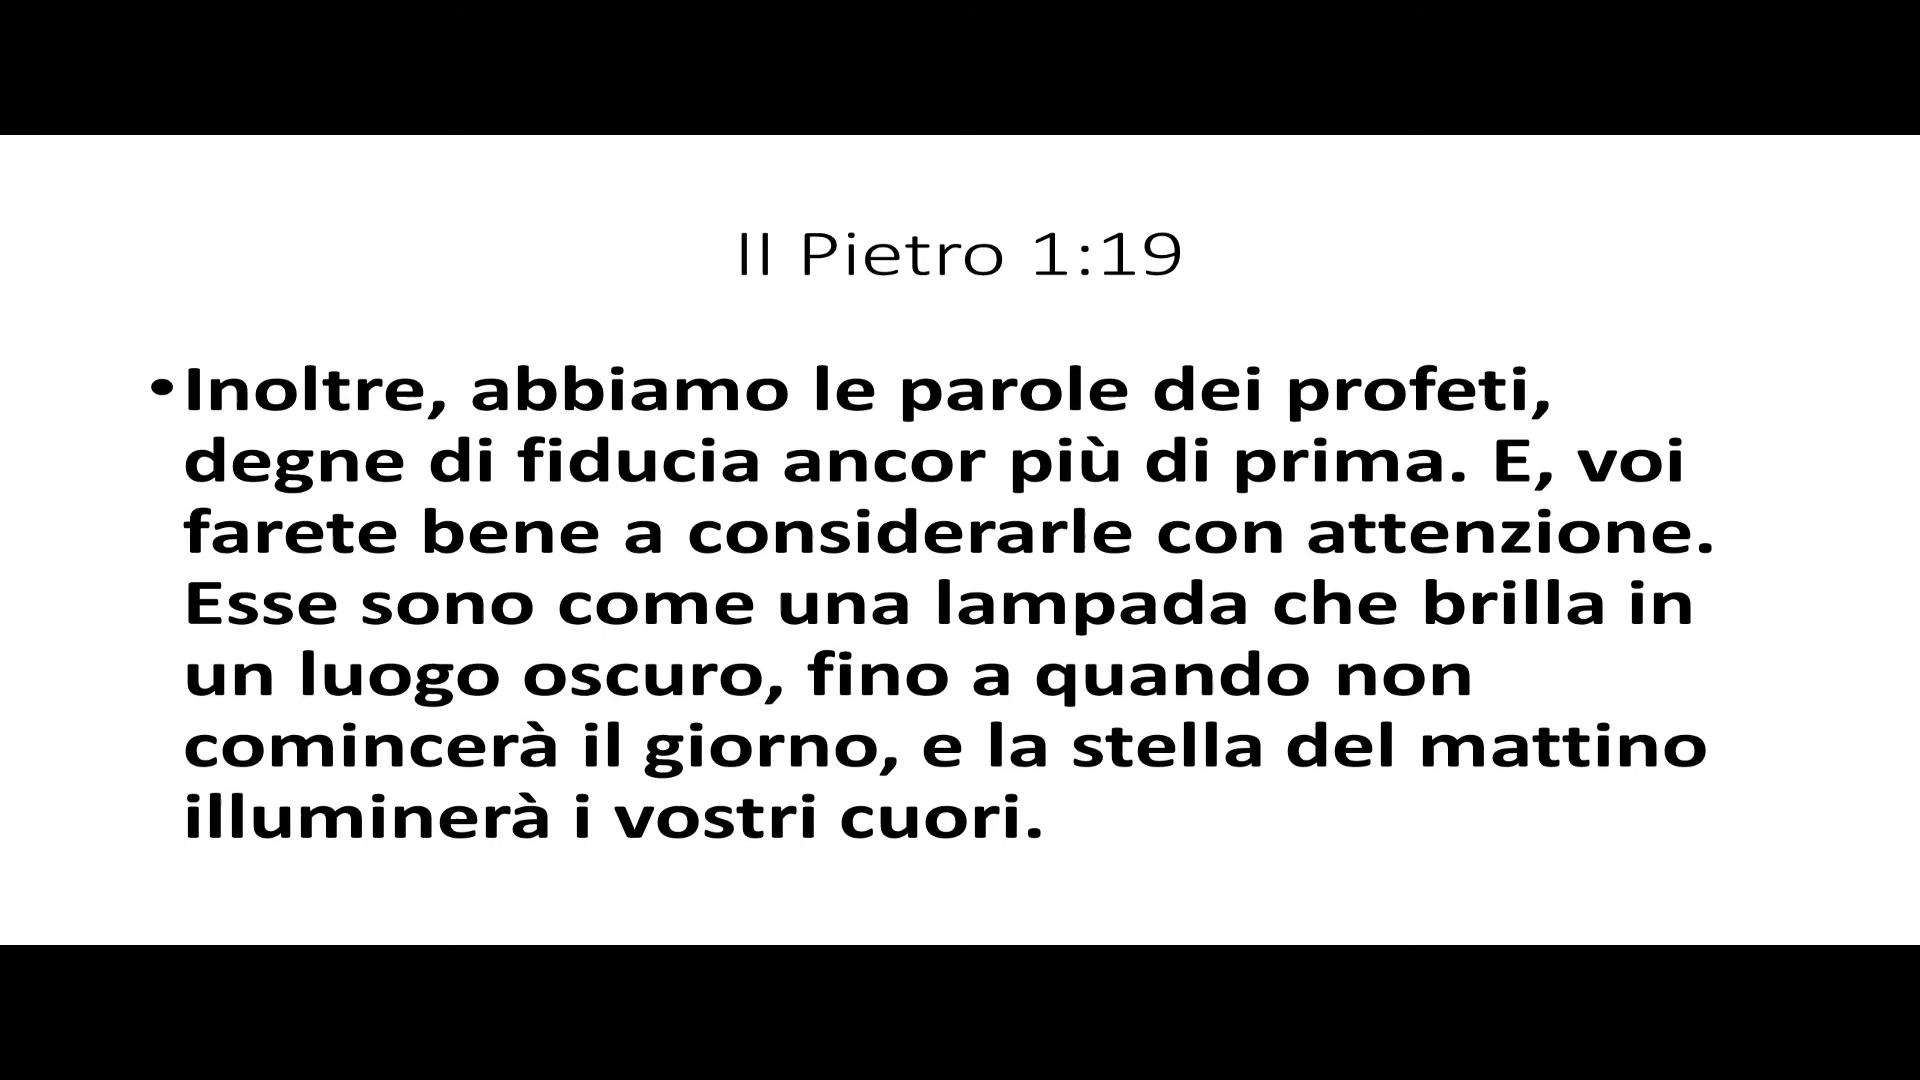 II Pietro 1:19
•Inoltre, abbiamo le parole dei profeti,
degne di fiducia ancor più di prima. E, voi
farete bene a considerarle con attenzione.
Esse sono come una lampada che brilla in
un luogo oscuro, fino a quando non
comincerà il giorno, e la stella del mattino
illuminerà i vostri cuori.